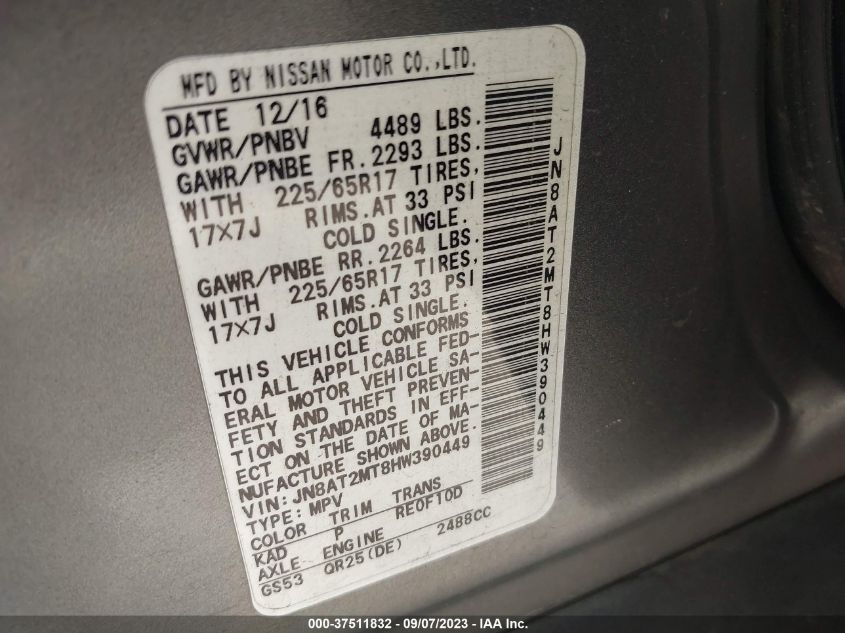 MFD BY NISSAN MOTOR CO.,LTD.
DATE 12/16
GVWR/PNBV 4489 LBS.
GAWR/PNBE FR.2293 LBS.
WITH 225/65R17 TIRES,
17X7J RIMS.AT 33 PSI
COLD SINGLE.
GAWR/PNBE RR.2264 LBS.
WITH 225/65R17 TIRES,
17X7J RIMS.AT 33 PSI
COLD SINGLE.
THIS VEHICLE CONFORMS
TO ALL APPLICABLE FED-
ERAL MOTOR VEHICLE SA-
FETY AND THEFT PREVEN-
TION STANDARDS IN EFF-
ECT ON THE DATE OF MA-
NUFACTURE SHOWN ABOVE.
VIN:JN8AT2MT8HW390449
TYPE:MPV
COLOR TRIM TRANS
KAD P RE0F10D
AXLE ENGINE
GS53 QR25(DE) 2488CC
JN8AT2MT8HW390449
000-37511832 - 09/07/2023 - IAA Inc.